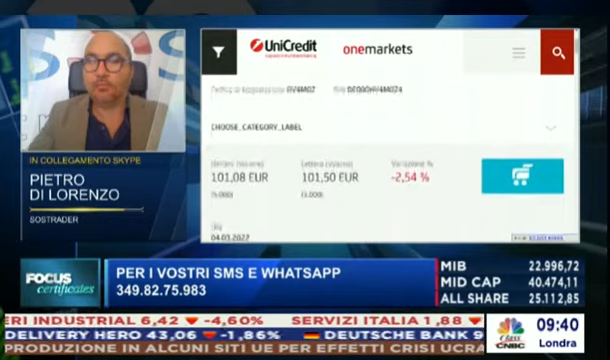 UniCredit
onemarkets
CHOOSE_CATEGORY_LABEL
101,08 EUR
101,50 EUR
Variazione %
-2,54 %
04.03.2022
IN COLLEGAMENTO SKYPE
PIETRO
DI LORENZO
SOSTRADER
FOCUS
certificates
PER I VOSTRI SMS E WHATSAPP
349.82.75.983
MIB 22.996,72
MID CAP 40.474,11
ALL SHARE 25.112,85
ERI INDUSTRIAL 6,42 -4,60% SERVIZI ITALIA 1,88
DELIVERY HERO 43,06 -1,86% DEUTSCHE BANK 9
PRODUZIONE IN ALCUNI SITI UE PER EFFETTI CRISI UCRA
Class
CNBC
09:40
Londra